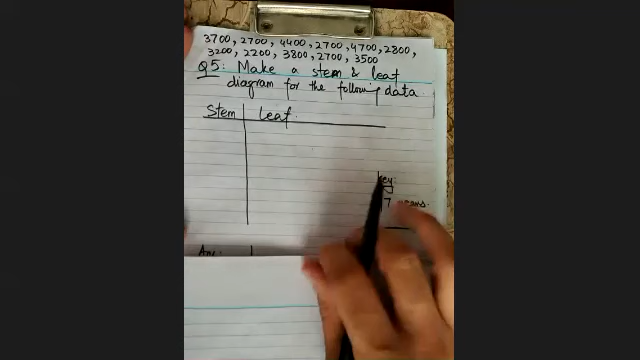 3700, 2700, 4400, 2700, 4700, 2800,
3200, 2200, 3800, 2700, 3500
Q5: Make a stem & leaf
diagram for the following data.
Stem Leaf
Key:
7 means
Ans: